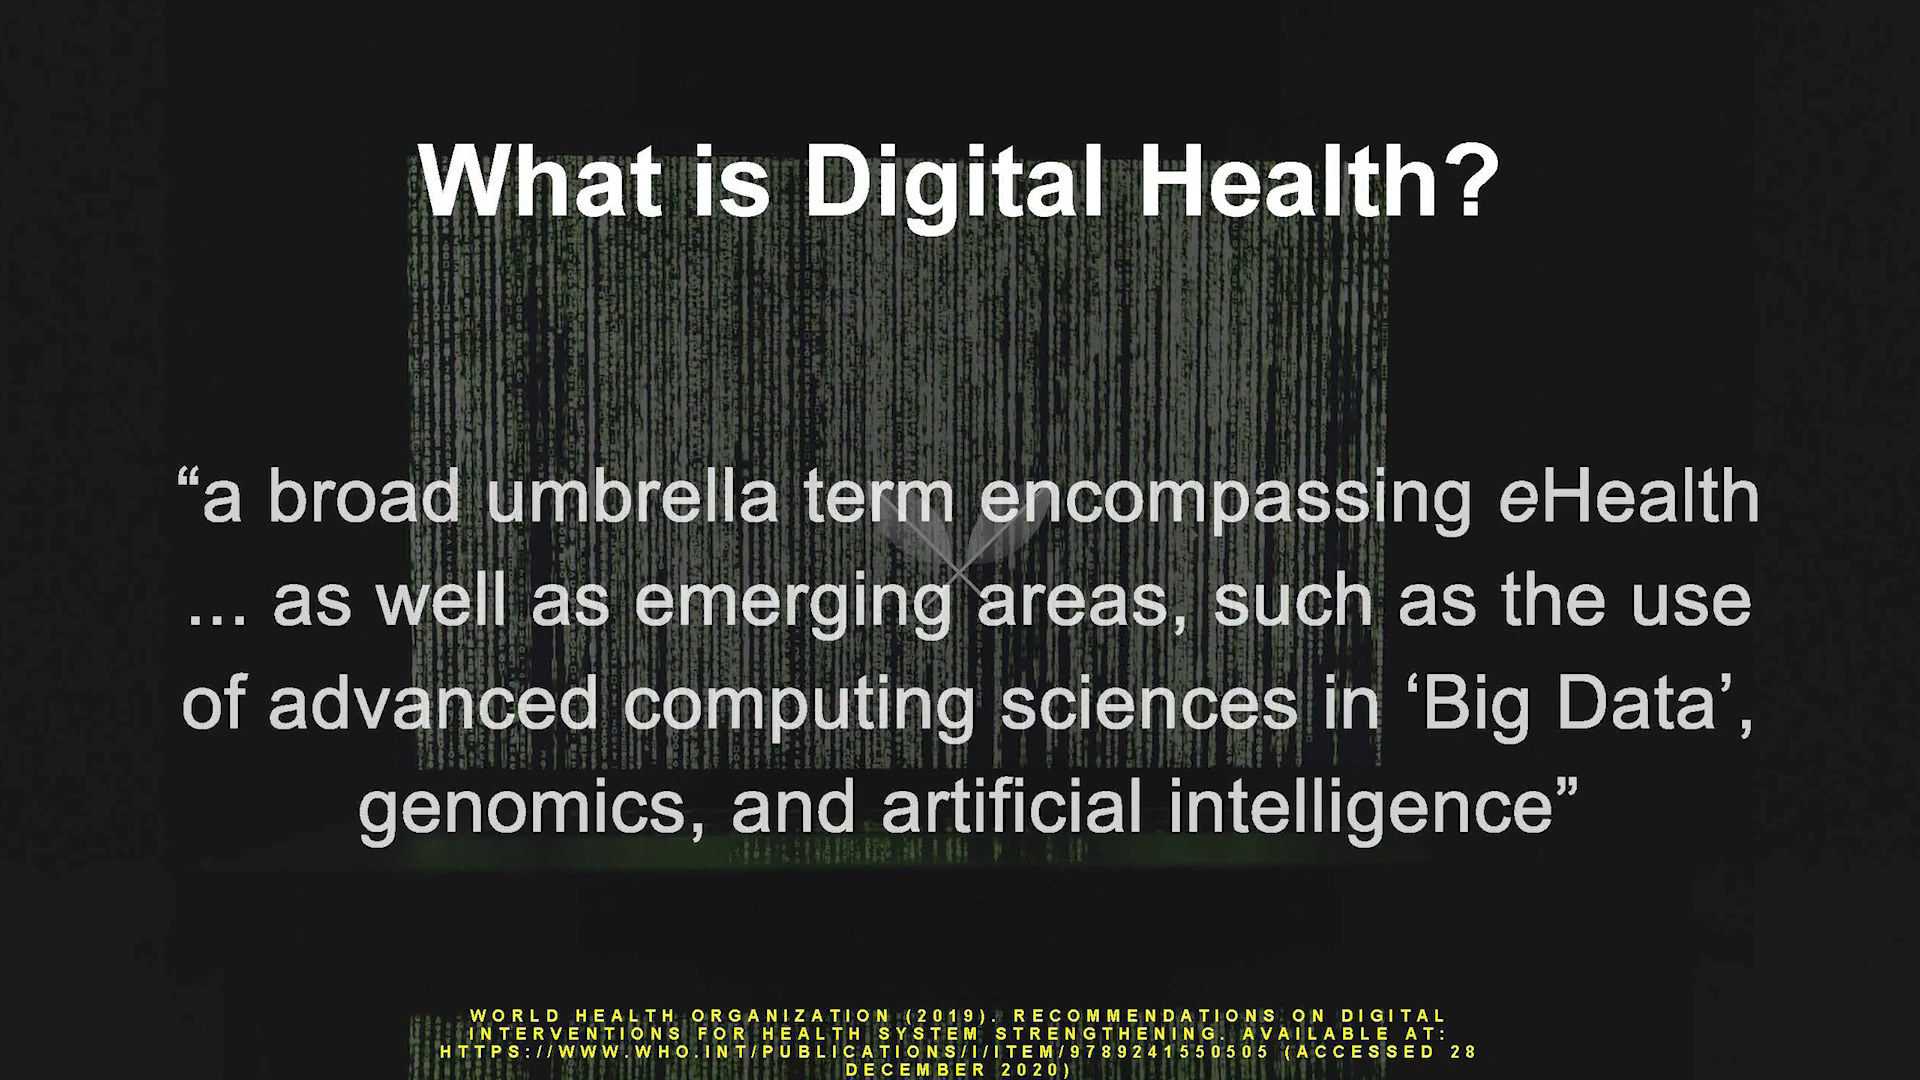 What is Digital Health?
“a broad umbrella term encompassing eHealth
... as well as emerging areas, such as the use
of advanced computing sciences in ‘Big Data’,
genomics, and artificial intelligence”
WORLD HEALTH ORGANIZATION (2019). RECOMMENDATIONS ON DIGITAL
INTERVENTIONS FOR HEALTH SYSTEM STRENGTHENING. AVAILABLE AT:
HTTPS://WWW.WHO.INT/PUBLICATIONS/I/ITEM/9789241550505 (ACCESSED 28
DECEMBER 2020)